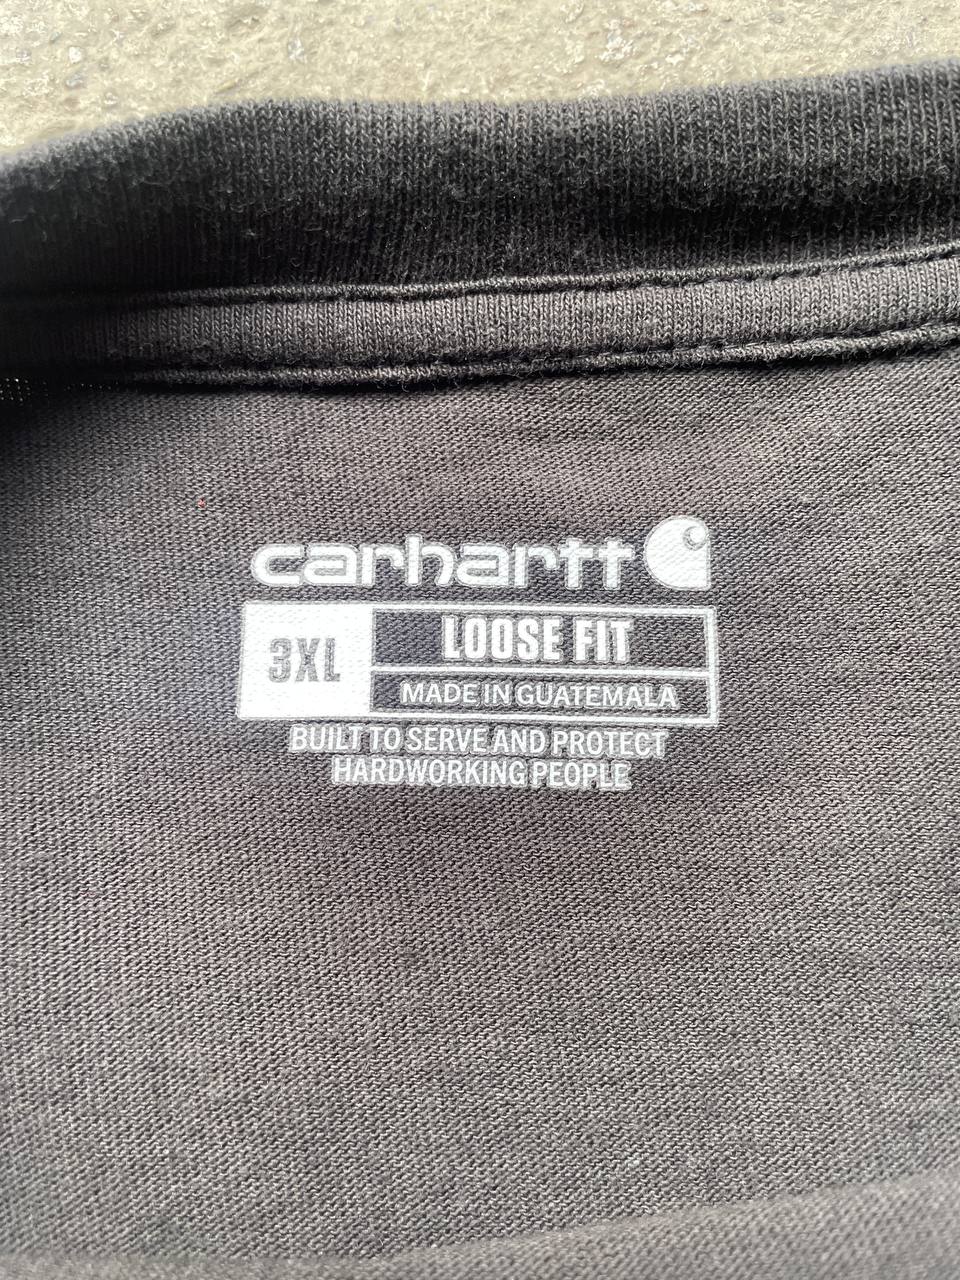 carhartt
3XL
LOOSE FIT
MADE IN GUATEMALA
BUILT TO SERVE AND PROTECT
HARDWORKING PEOPLE